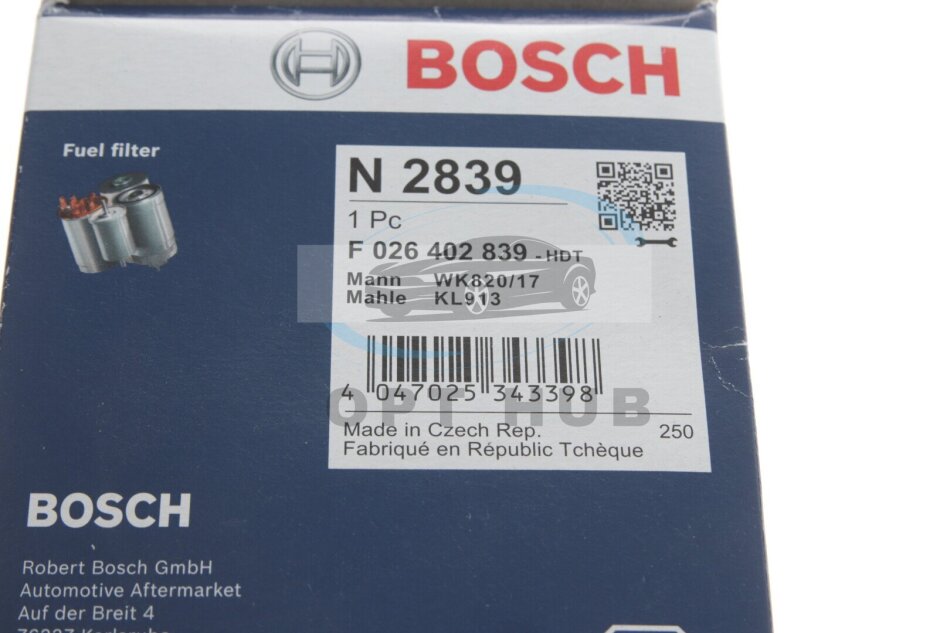 BOSCH
Fuel filter
N 2839
1 Pc
F 026 402 839 - HDT
Mann WK820/17
Mahle KL913
4 047025 343398
OPT HUB
Made in Czech Rep. 250
Fabriqué en Républic Tchèque
BOSCH
Robert Bosch GmbH
Automotive Aftermarket
Auf der Breit 4